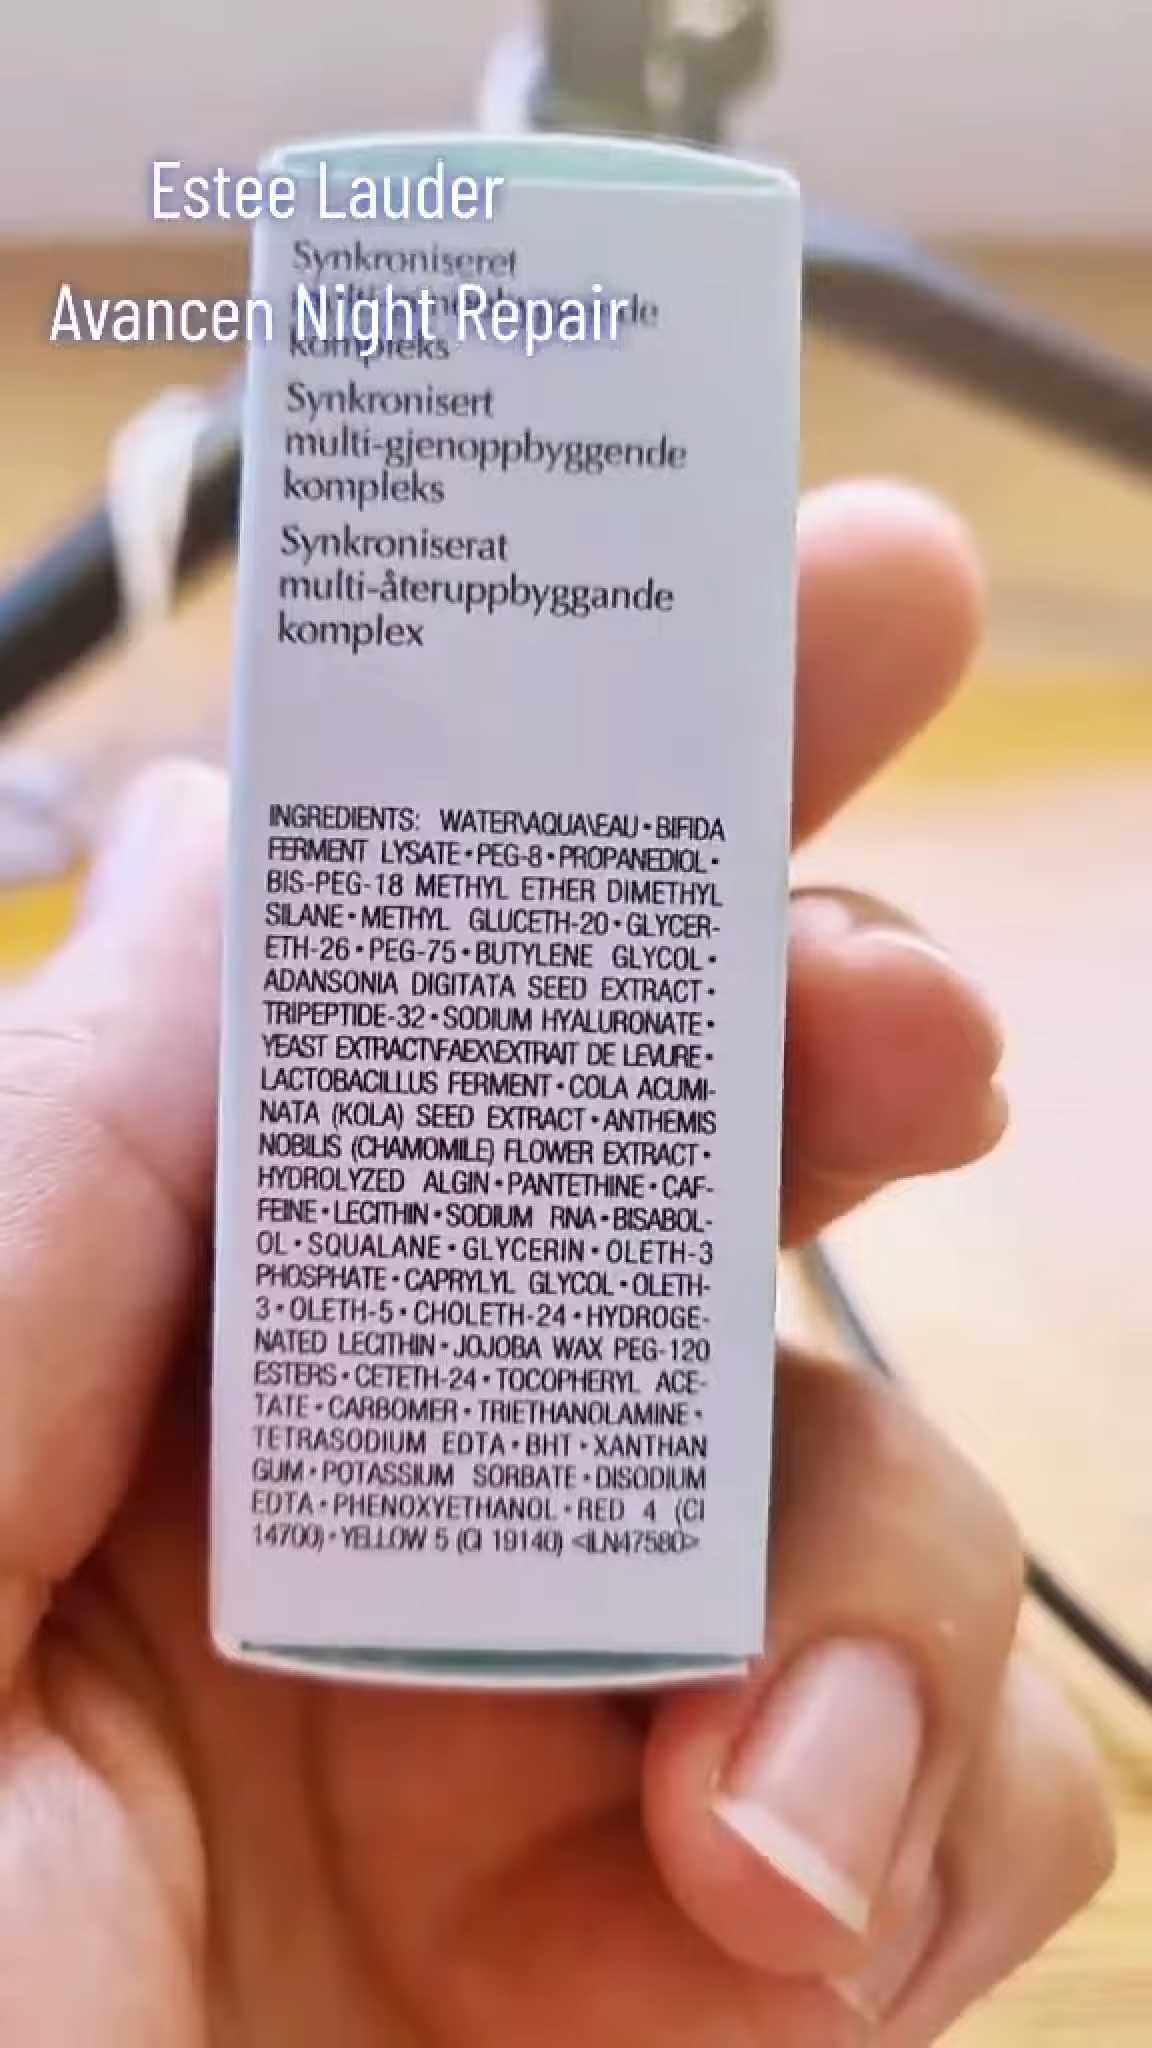 Estee Lauder
Synkroniseret
Avancen Night Repair
kompleks
Synkronisert
multi-gjenoppbyggende
kompleks
Synkroniserat
multi-återuppbyggande
komplex
INGREDIENTS: WATER\AQUA\EAU • BIFIDA
FERMENT LYSATE • PEG-8 • PROPANEDIOL •
BIS-PEG-18 METHYL ETHER DIMETHYL
SILANE • METHYL GLUCETH-20 • GLYCER-
ETH-26 • PEG-75 • BUTYLENE GLYCOL •
ADANSONIA DIGITATA SEED EXTRACT •
TRIPEPTIDE-32 • SODIUM HYALURONATE •
YEAST EXTRACT\FAEX\EXTRAIT DE LEVURE •
LACTOBACILLUS FERMENT • COLA ACUMI-
NATA (KOLA) SEED EXTRACT • ANTHEMIS
NOBILIS (CHAMOMILE) FLOWER EXTRACT •
HYDROLYZED ALGIN • PANTETHINE • CAF-
FEINE • LECITHIN • SODIUM RNA • BISABOL-
OL • SQUALANE • GLYCERIN • OLETH-3
PHOSPHATE • CAPRYLYL GLYCOL • OLETH-
3 • OLETH-5 • CHOLETH-24 • HYDROGE-
NATED LECITHIN • JOJOBA WAX PEG-120
ESTERS • CETETH-24 • TOCOPHERYL ACE-
TATE • CARBOMER • TRIETHANOLAMINE •
TETRASODIUM EDTA • BHT • XANTHAN
GUM • POTASSIUM SORBATE • DISODIUM
EDTA • PHENOXYETHANOL • RED 4 (CI
14700) • YELLOW 5 (CI 19140) <ILN47580>